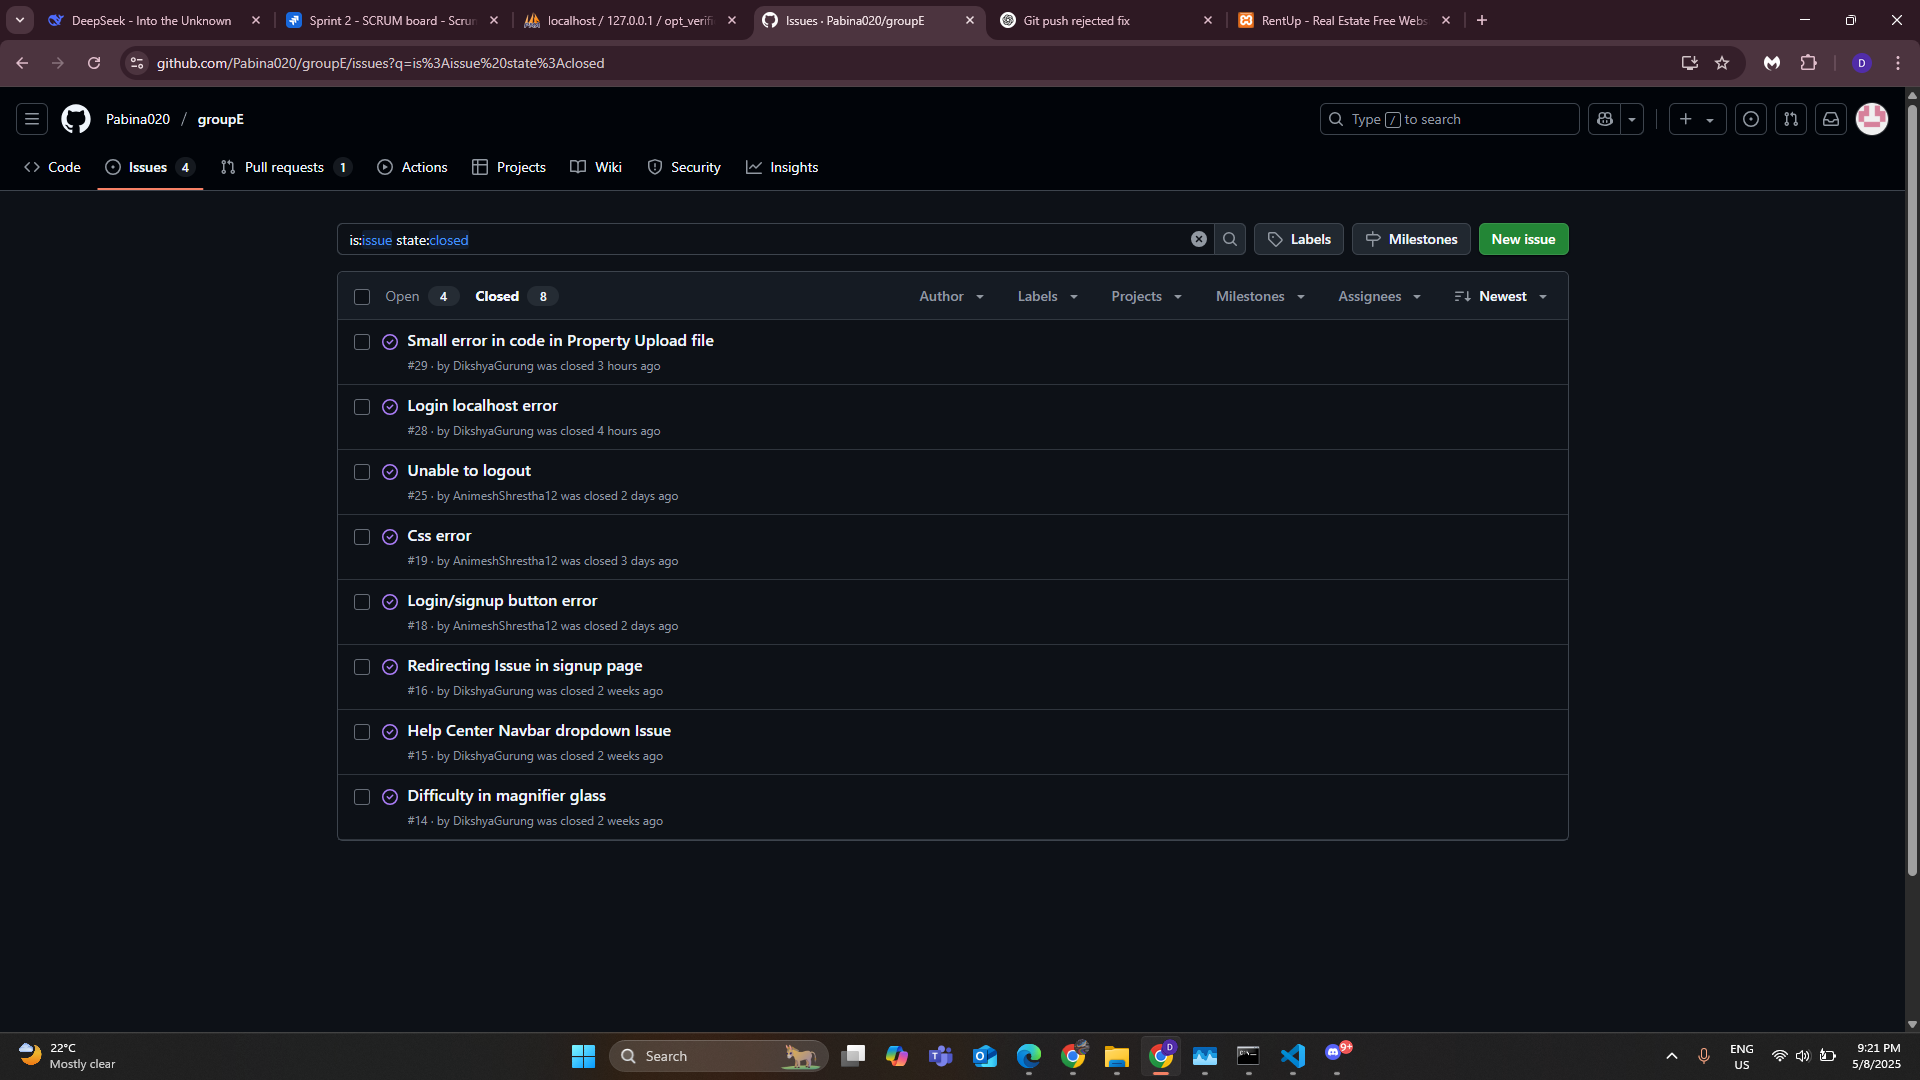 DeepSeek - Into the Unknown
Sprint 2 - SCRUM board - Scrum
localhost / 127.0.0.1 / opt_verifi
Issues · Pabina020/groupE
Git push rejected fix
RentUp - Real Estate Free Webs
github.com/Pabina020/groupE/issues?q=is%3Aissue%20state%3Aclosed
D
Pabina020 / groupE
Type / to search
Code
Issues 4
Pull requests 1
Actions
Projects
Wiki
Security
Insights
is:issue state:closed
Labels
Milestones
New issue
Open 4
Closed 8
Author
Labels
Projects
Milestones
Assignees
Newest
Small error in code in Property Upload file
#29 · by DikshyaGurung was closed 3 hours ago
Login localhost error
#28 · by DikshyaGurung was closed 4 hours ago
Unable to logout
#25 · by AnimeshShrestha12 was closed 2 days ago
Css error
#19 · by AnimeshShrestha12 was closed 3 days ago
Login/signup button error
#18 · by AnimeshShrestha12 was closed 2 days ago
Redirecting Issue in signup page
#16 · by DikshyaGurung was closed 2 weeks ago
Help Center Navbar dropdown Issue
#15 · by DikshyaGurung was closed 2 weeks ago
Difficulty in magnifier glass
#14 · by DikshyaGurung was closed 2 weeks ago
22°C
Mostly clear
Search
D
9+
ENG
US
9:21 PM
5/8/2025